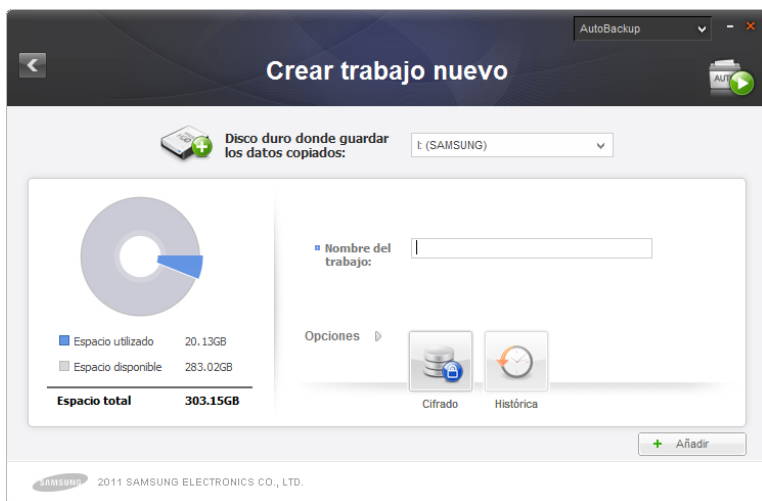 AutoBackup
Crear trabajo nuevo
AUTO
Disco duro donde guardar
los datos copiados:
I: (SAMSUNG)
Nombre del
trabajo:
Espacio utilizado 20.13GB
Espacio disponible 283.02GB
Espacio total 303.15GB
Opciones
Cifrado Histórica
+ Añadir
SAMSUNG 2011 SAMSUNG ELECTRONICS CO., LTD.